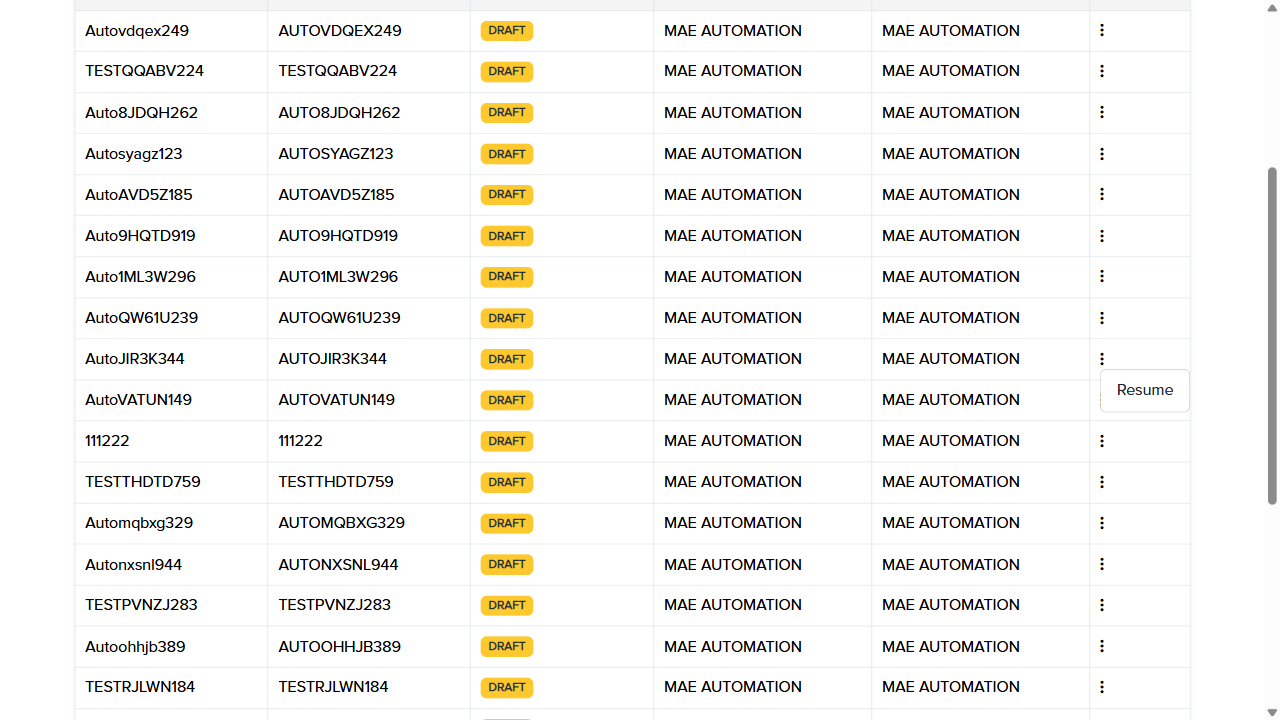 Autovdqex249 AUTOVDQEX249 DRAFT MAE AUTOMATION MAE AUTOMATION
TESTQQABV224 TESTQQABV224 DRAFT MAE AUTOMATION MAE AUTOMATION
Auto8JDQH262 AUTO8JDQH262 DRAFT MAE AUTOMATION MAE AUTOMATION
Autosyagz123 AUTOSYAGZ123 DRAFT MAE AUTOMATION MAE AUTOMATION
AutoAVD5Z185 AUTOAVD5Z185 DRAFT MAE AUTOMATION MAE AUTOMATION
Auto9HQTD919 AUTO9HQTD919 DRAFT MAE AUTOMATION MAE AUTOMATION
Auto1ML3W296 AUTO1ML3W296 DRAFT MAE AUTOMATION MAE AUTOMATION
AutoQW61U239 AUTOQW61U239 DRAFT MAE AUTOMATION MAE AUTOMATION
AutoJIR3K344 AUTOJIR3K344 DRAFT MAE AUTOMATION MAE AUTOMATION
Resume
AutoVATUN149 AUTOVATUN149 DRAFT MAE AUTOMATION MAE AUTOMATION
111222 111222 DRAFT MAE AUTOMATION MAE AUTOMATION
TESTTHDTD759 TESTTHDTD759 DRAFT MAE AUTOMATION MAE AUTOMATION
Automqbxg329 AUTOMQBXG329 DRAFT MAE AUTOMATION MAE AUTOMATION
Autonxsnl944 AUTONXSNL944 DRAFT MAE AUTOMATION MAE AUTOMATION
TESTPVNZJ283 TESTPVNZJ283 DRAFT MAE AUTOMATION MAE AUTOMATION
Autoohhjb389 AUTOOHHJB389 DRAFT MAE AUTOMATION MAE AUTOMATION
TESTRJLWN184 TESTRJLWN184 DRAFT MAE AUTOMATION MAE AUTOMATION